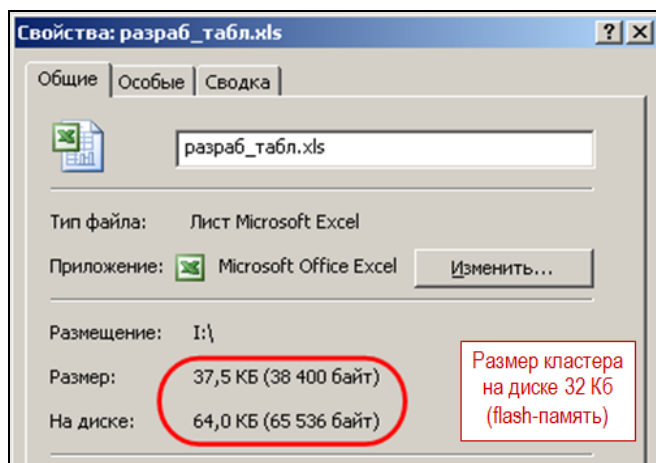 Свойства: разраб_табл.xls
Общие
Особые
Сводка
разраб_табл.xls
Тип файла: Лист Microsoft Excel
Приложение: Microsoft Office Excel
Изменить...
Размещение: I:\
Размер: 37,5 КБ (38 400 байт)
На диске: 64,0 КБ (65 536 байт)
Размер кластера
на диске 32 Кб
(flash-память)